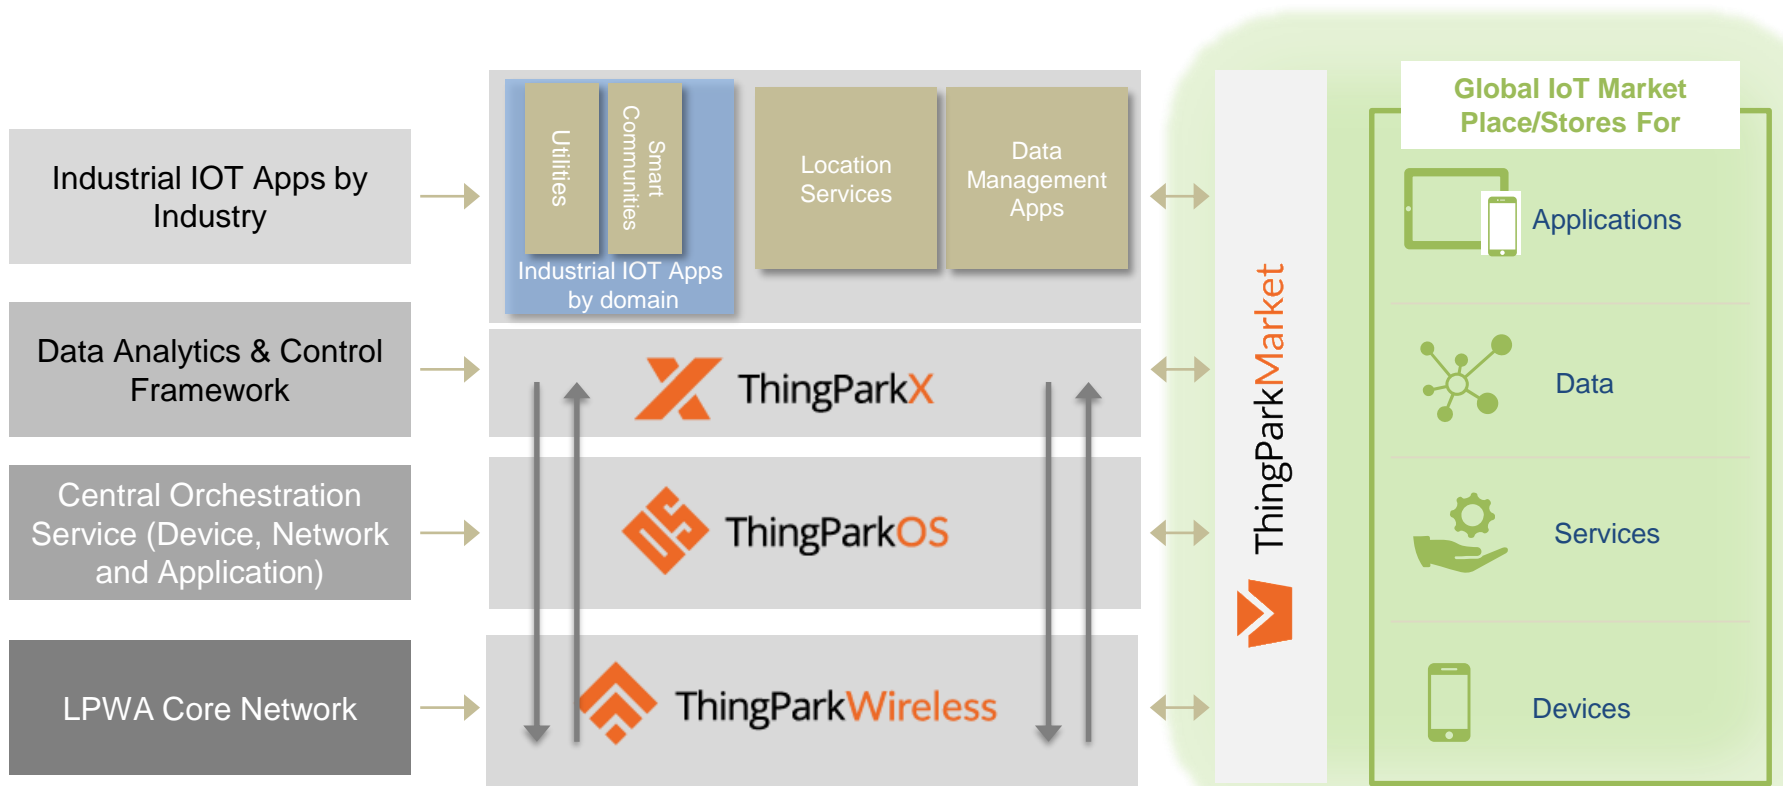 Industrial IOT Apps by
Industry
Data Analytics & Control
Framework
Central Orchestration
Service (Device, Network
and Application)
LPWA Core Network
Utilities
Smart
Communities
Industrial IOT Apps
by domain
Location
Services
Data
Management
Apps
ThingParkX
OS
ThingParkOS
ThingParkWireless
ThingParkMarket
Global IoT Market
Place/Stores For
Applications
Data
Services
Devices